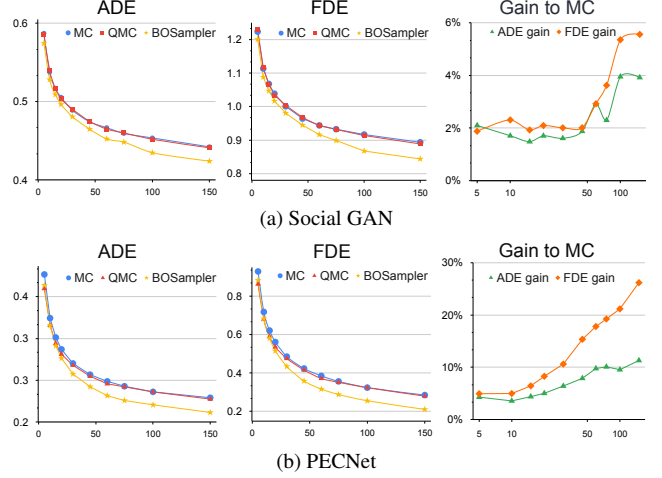 ADE
FDE
Gain to MC
MC QMC BOSampler
MC QMC BOSampler
ADE gain FDE gain
0.6
0.5
0.4
0 50 100 150
1.2
1.1
1.0
0.9
0.8
0 50 100 150
6%
4%
2%
0%
5 10 50 100
(a) Social GAN
ADE
FDE
Gain to MC
MC QMC BOSampler
MC QMC BOSampler
ADE gain FDE gain
0.4
0.3
0.3
0.2
0 50 100 150
0.8
0.6
0.4
0.2
0 50 100 150
30%
20%
10%
0%
5 10 50 100
(b) PECNet